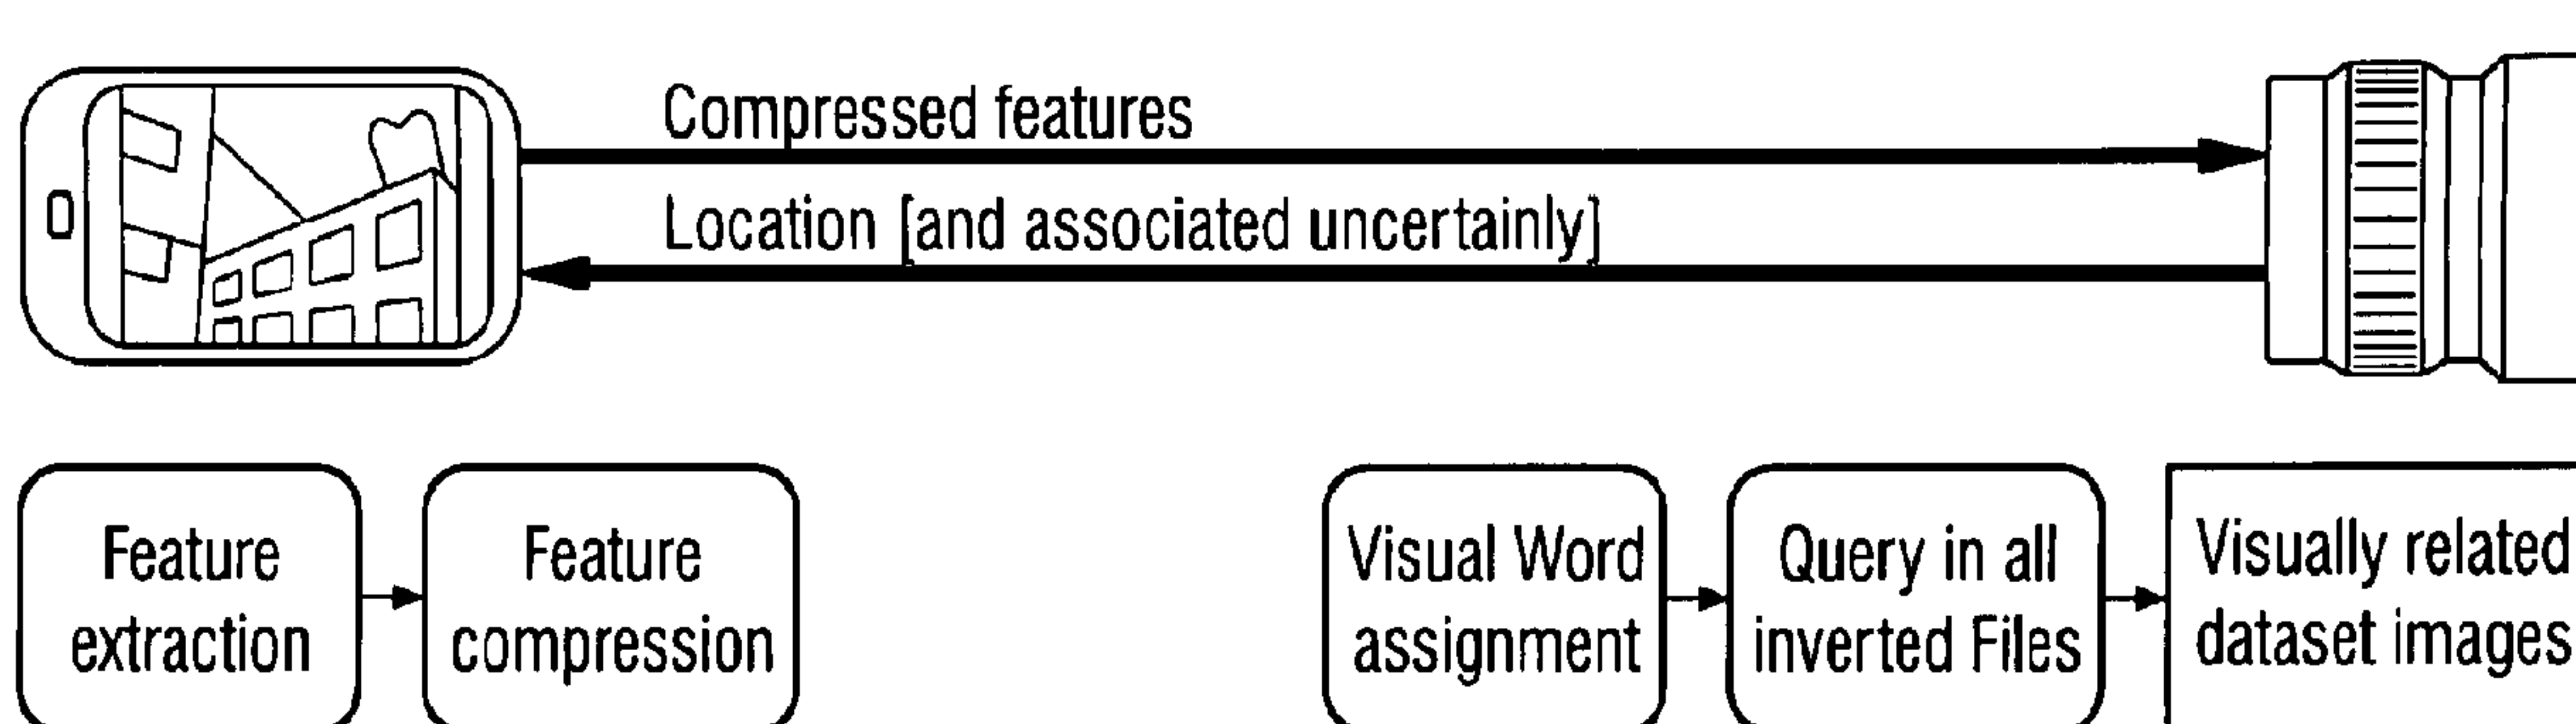 Compressed features
Location [and associated uncertainly]
Feature
extraction
Feature
compression
Visual Word
assignment
Query in all
inverted Files
Visually related
dataset images